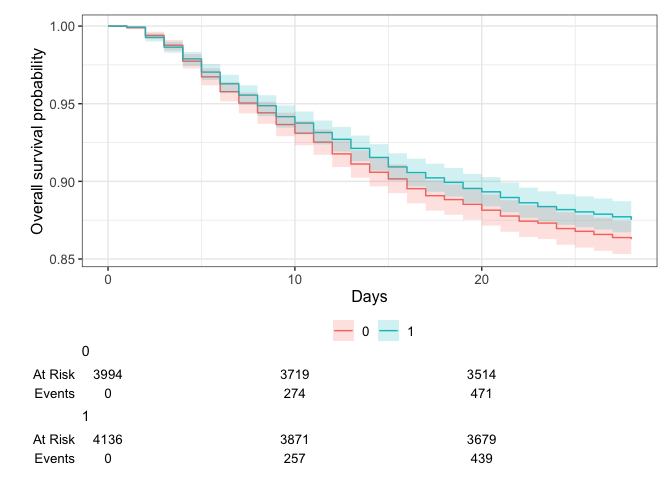 1.00
0.95
0.90
0.85
Overall survival probability
0 10 20
Days
0 1
0
At Risk 3994 3719 3514
Events 0 274 471
1
At Risk 4136 3871 3679
Events 0 257 439